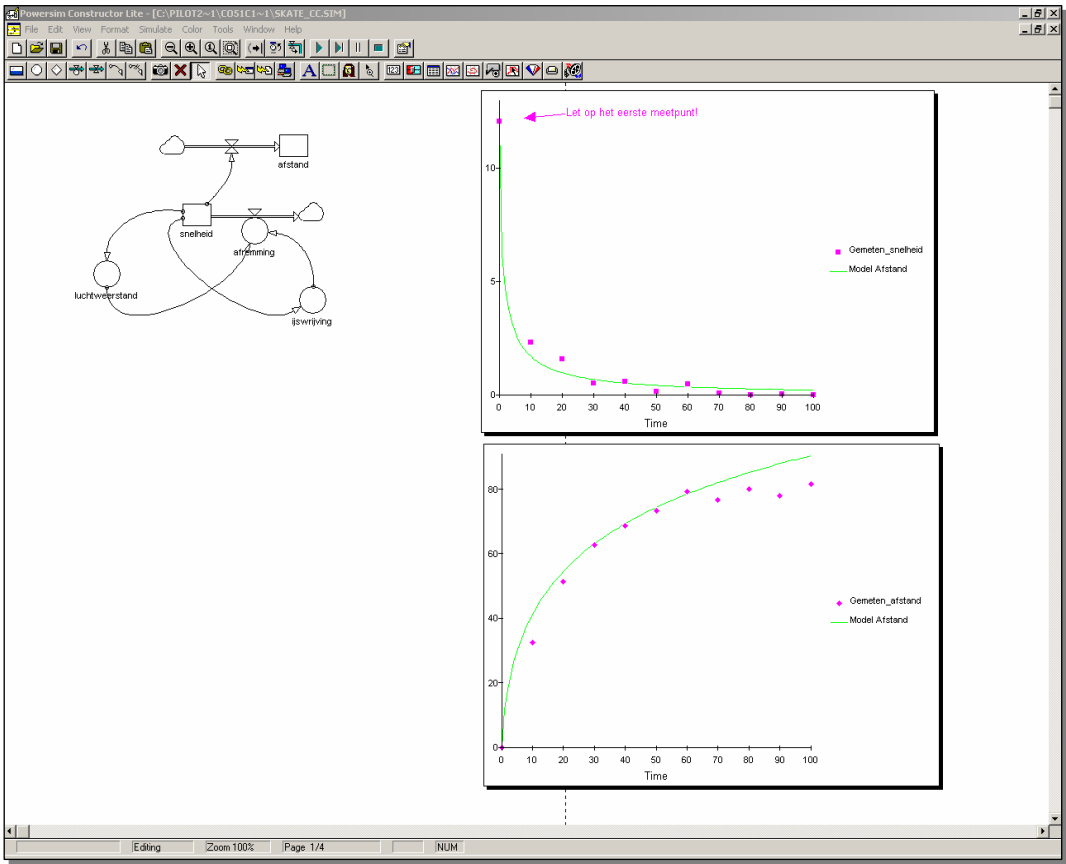 Powersim Constructor Lite - [C:\PILOT2~1\CO51C1~1\SKATE_CC.SIM]
File Edit View Format Simulate Color Tools Window Help
Let op het eerste meetpunt!
afstand
snelheid
afremming
luchtweerstand
ijswrijving
10
5
0
0 10 20 30 40 50 60 70 80 90 100
Time
Gemeten_snelheid
Model Afstand
80
60
40
20
0
0 10 20 30 40 50 60 70 80 90 100
Time
Gemeten_afstand
Model Afstand
Editing Zoom 100% Page 1/4 NUM